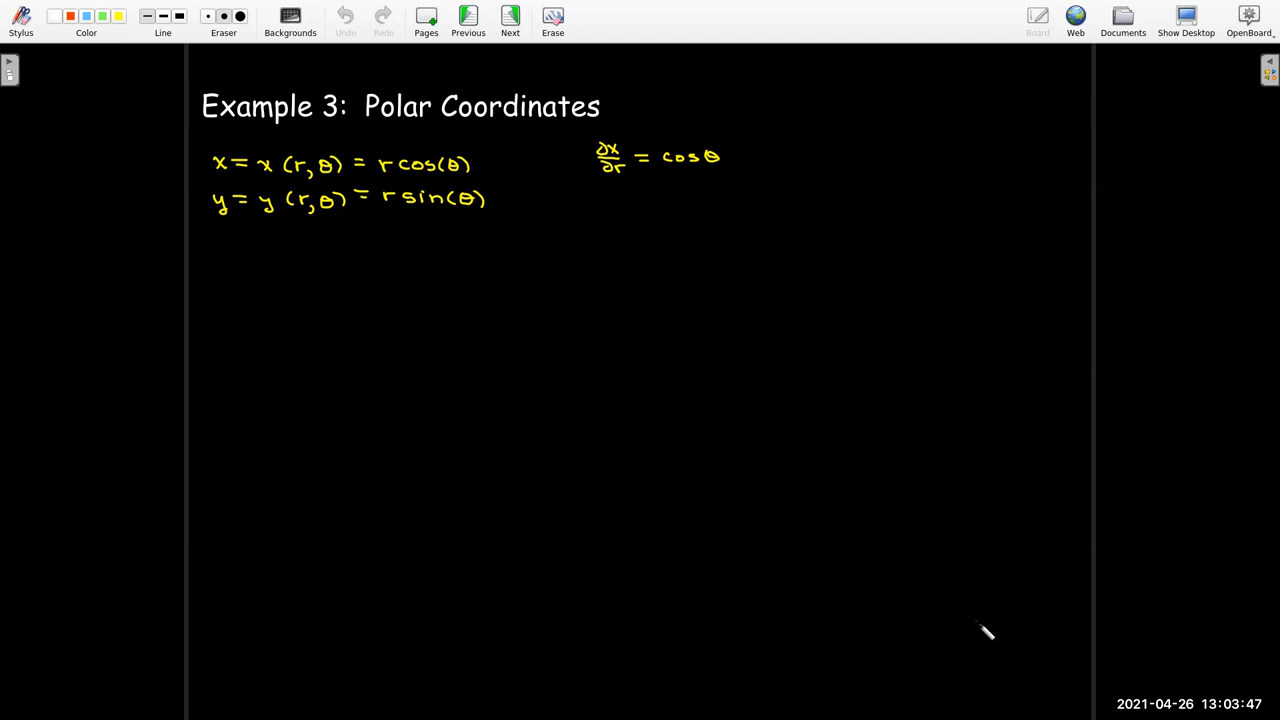 Stylus Color Line Eraser Backgrounds Undo Redo Pages Previous Next Erase Board Web Documents Show Desktop OpenBoard
Example 3: Polar Coordinates
x = x (r, θ) = r cos(θ)
∂x/∂r = cos θ
y = y (r, θ) = r sin(θ)
2021-04-26 13:03:47